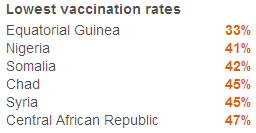 Lowest vaccination rates
Equatorial Guinea 33%
Nigeria 41%
Somalia 42%
Chad 45%
Syria 45%
Central African Republic 47%